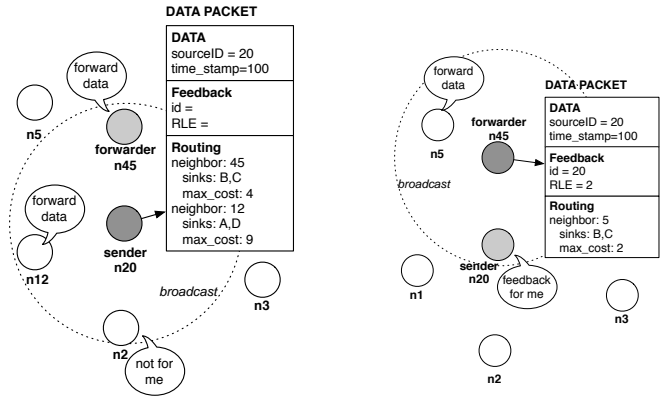 DATA PACKET
DATA
sourceID = 20
time_stamp=100
Feedback
id =
RLE =
Routing
neighbor: 45
sinks: B,C
max_cost: 4
neighbor: 12
sinks: A,D
max_cost: 9
forward
data
n5
forwarder
n45
forward
data
n12
sender
n20
broadcast
n3
n2
not for
me
forward
data
n5
forwarder
n45
broadcast
DATA PACKET
DATA
sourceID = 20
time_stamp=100
Feedback
id = 20
RLE = 2
Routing
neighbor: 5
sinks: B,C
max_cost: 2
sender
n20
feedback
for me
n1
n3
n2